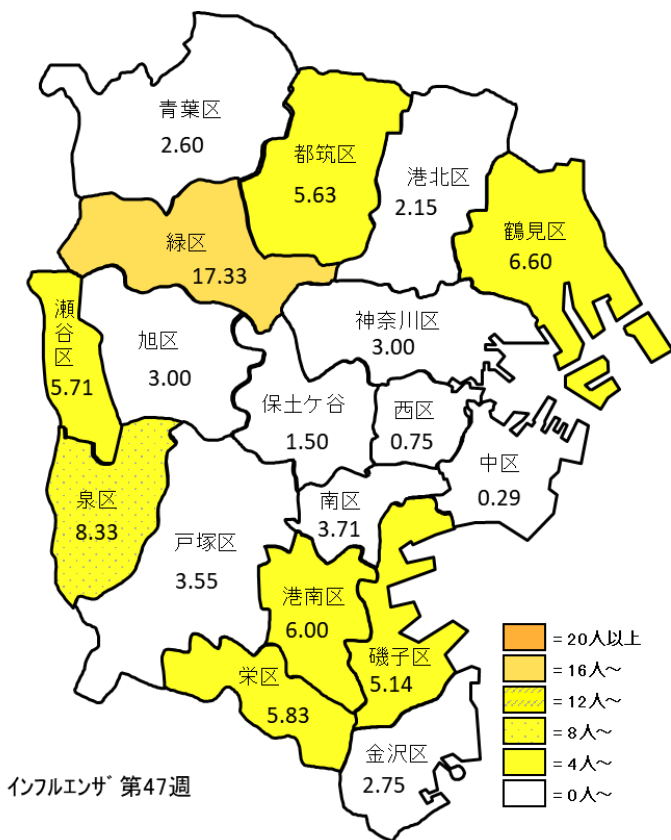 青葉区
2.60
都筑区
5.63
港北区
2.15
鶴見区
6.60
緑区
17.33
瀬谷区
5.71
旭区
3.00
神奈川区
3.00
保土ケ谷
1.50
西区
0.75
中区
0.29
泉区
8.33
戸塚区
3.55
南区
3.71
港南区
6.00
磯子区
5.14
栄区
5.83
金沢区
2.75
= 20人以上
= 16人～
= 12人～
= 8人～
= 4人～
= 0人～
インフルエンザ 第47週